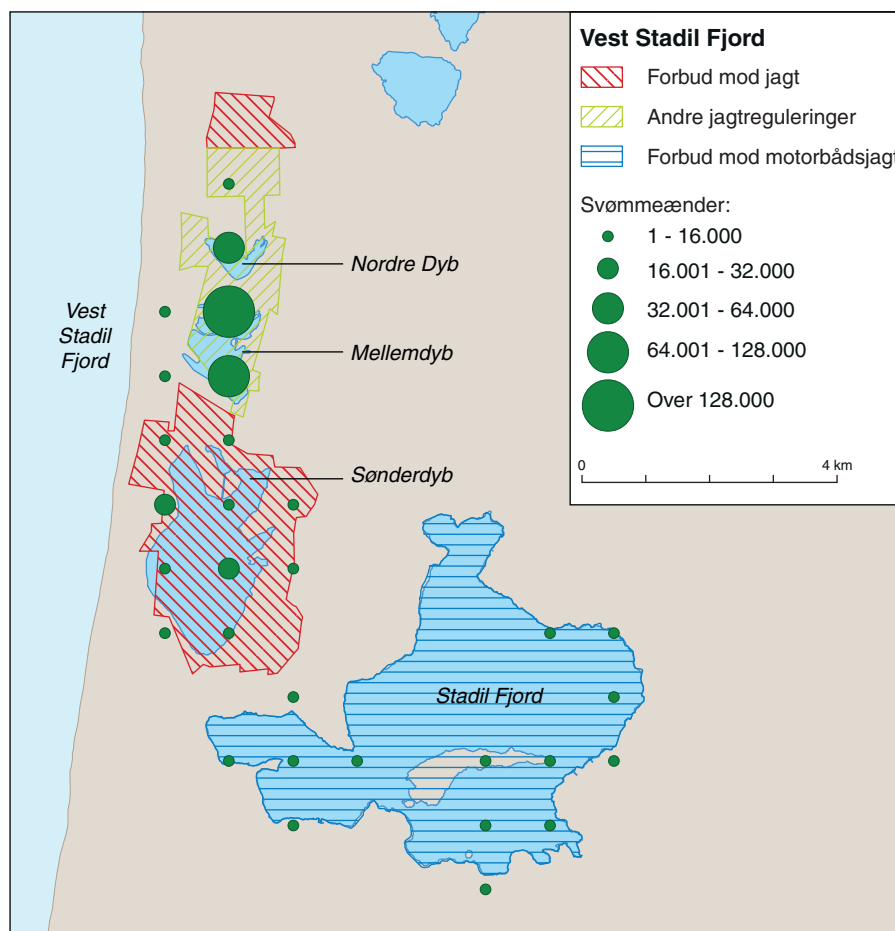 Vest Stadil Fjord
Forbud mod jagt
Andre jagtreguleringer
Forbud mod motorbådsjagt
Svømmeænder:
1 - 16.000
16.001 - 32.000
32.001 - 64.000
64.001 - 128.000
Over 128.000
0 4 km
Nordre Dyb
Vest
Stadil
Fjord
Mellemdyb
Sønderdyb
Stadil Fjord